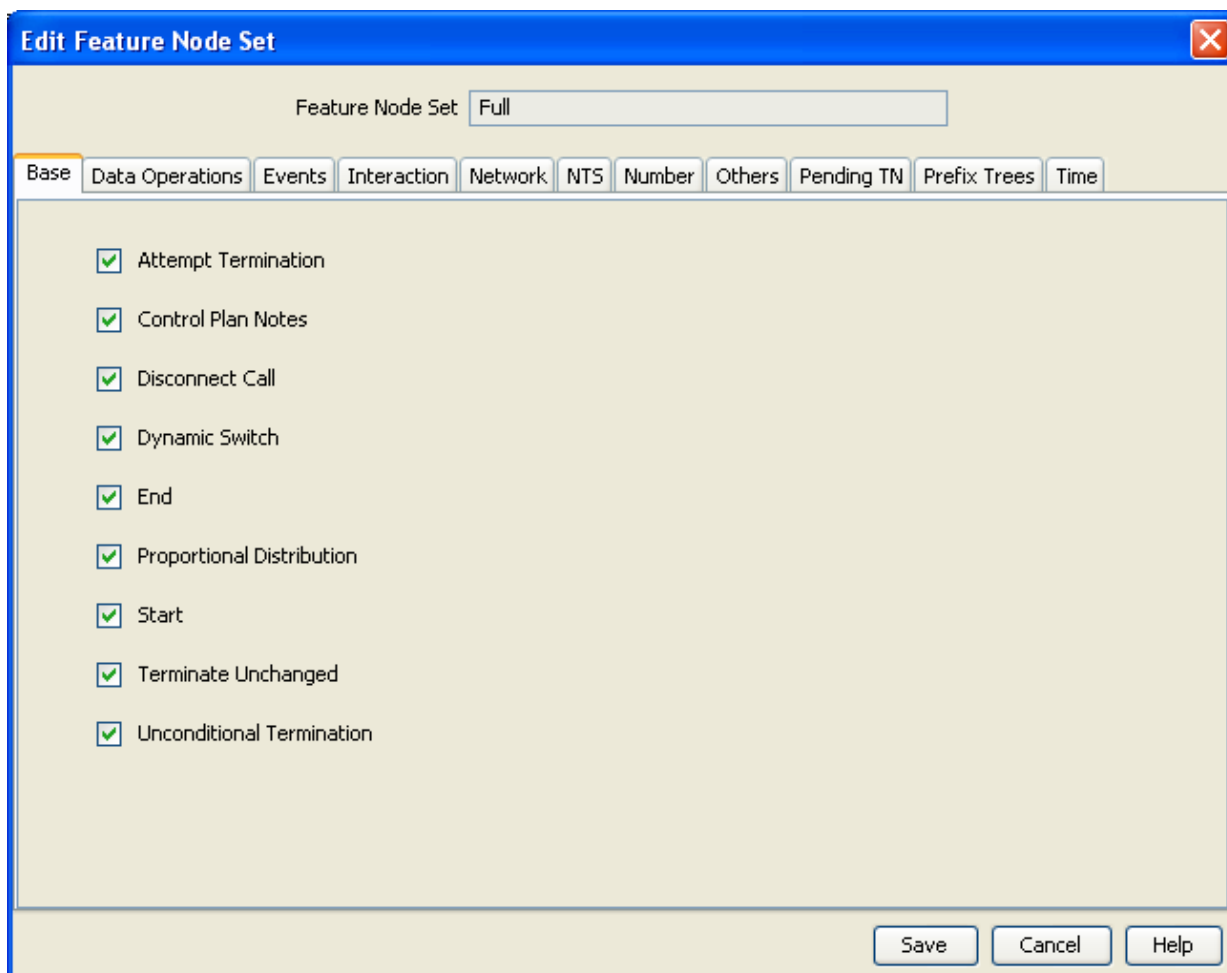 Edit Feature Node Set
Feature Node Set Full
Base Data Operations Events Interaction Network NTS Number Others Pending TN Prefix Trees Time
Attempt Termination
Control Plan Notes
Disconnect Call
Dynamic Switch
End
Proportional Distribution
Start
Terminate Unchanged
Unconditional Termination
Save Cancel Help